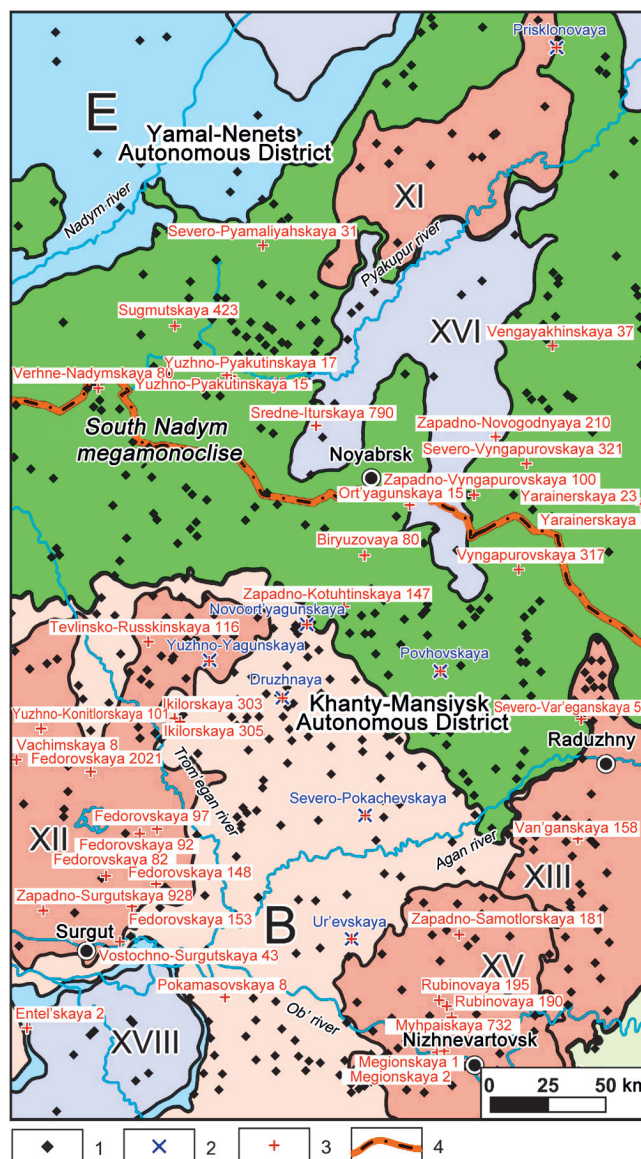 Prisklonovaya
E
Yamal-Nenets
Autonomous District
XI
Nadym river
Severo-Pyamaliyahskaya 31
Pyakupur river
Sugmutskaya 423
XVI
Vengayakhinskaya 37
Yuzhno-Pyakutinskaya 17
Verhne-Nadymskaya 80
Yuzhno-Pyakutinskaya 15
Sredne-Iturskaya 790
South Nadym
megamonoclise
Zapadno-Novogodnyaya 210
Severo-Vyngapurovskaya 321
Noyabrsk
Zapadno-Vyngapurovskaya 100
Ort'yagunskaya 15
Yarainerskaya 23
Yarainerskaya
Biryuzovaya 80
Vyngapurovskaya 317
Zapadno-Kotuhtinskaya 147
Novoort'yagunskaya
Tevlinsko-Russkinskaya 116
Yuzhno-Yagunskaya
Povhovskaya
Druzhnaya
Ikilorskaya 303
Khanty-Mansiysk
Autonomous District
Yuzhno-Konitlorskaya 101
Ikilorskaya 305
Severo-Var'eganskaya 5
Vachimskaya 8
Fedorovskaya 2021
Trom'egan river
Raduzhny
Severo-Pokachevskaya
Fedorovskaya 97
XII
Fedorovskaya 92
Agan river
Van'ganskaya 158
Fedorovskaya 82
Fedorovskaya 148
XIII
Zapadno-Surgutskaya 928
Fedorovskaya 153
B
Ur'evskaya
Zapadno-Samotlorskaya 181
Surgut
Vostochno-Surgutskaya 43
XV
Pokamasovskaya 8
Rubinovaya 195
Rubinovaya 190
Entel'skaya 2
Ob' river
Myhpaiskaya 732
XVIII
Nizhnevartovsk
Megionskaya 1
Megionskaya 2
0 25 50 km
1 2 3 4